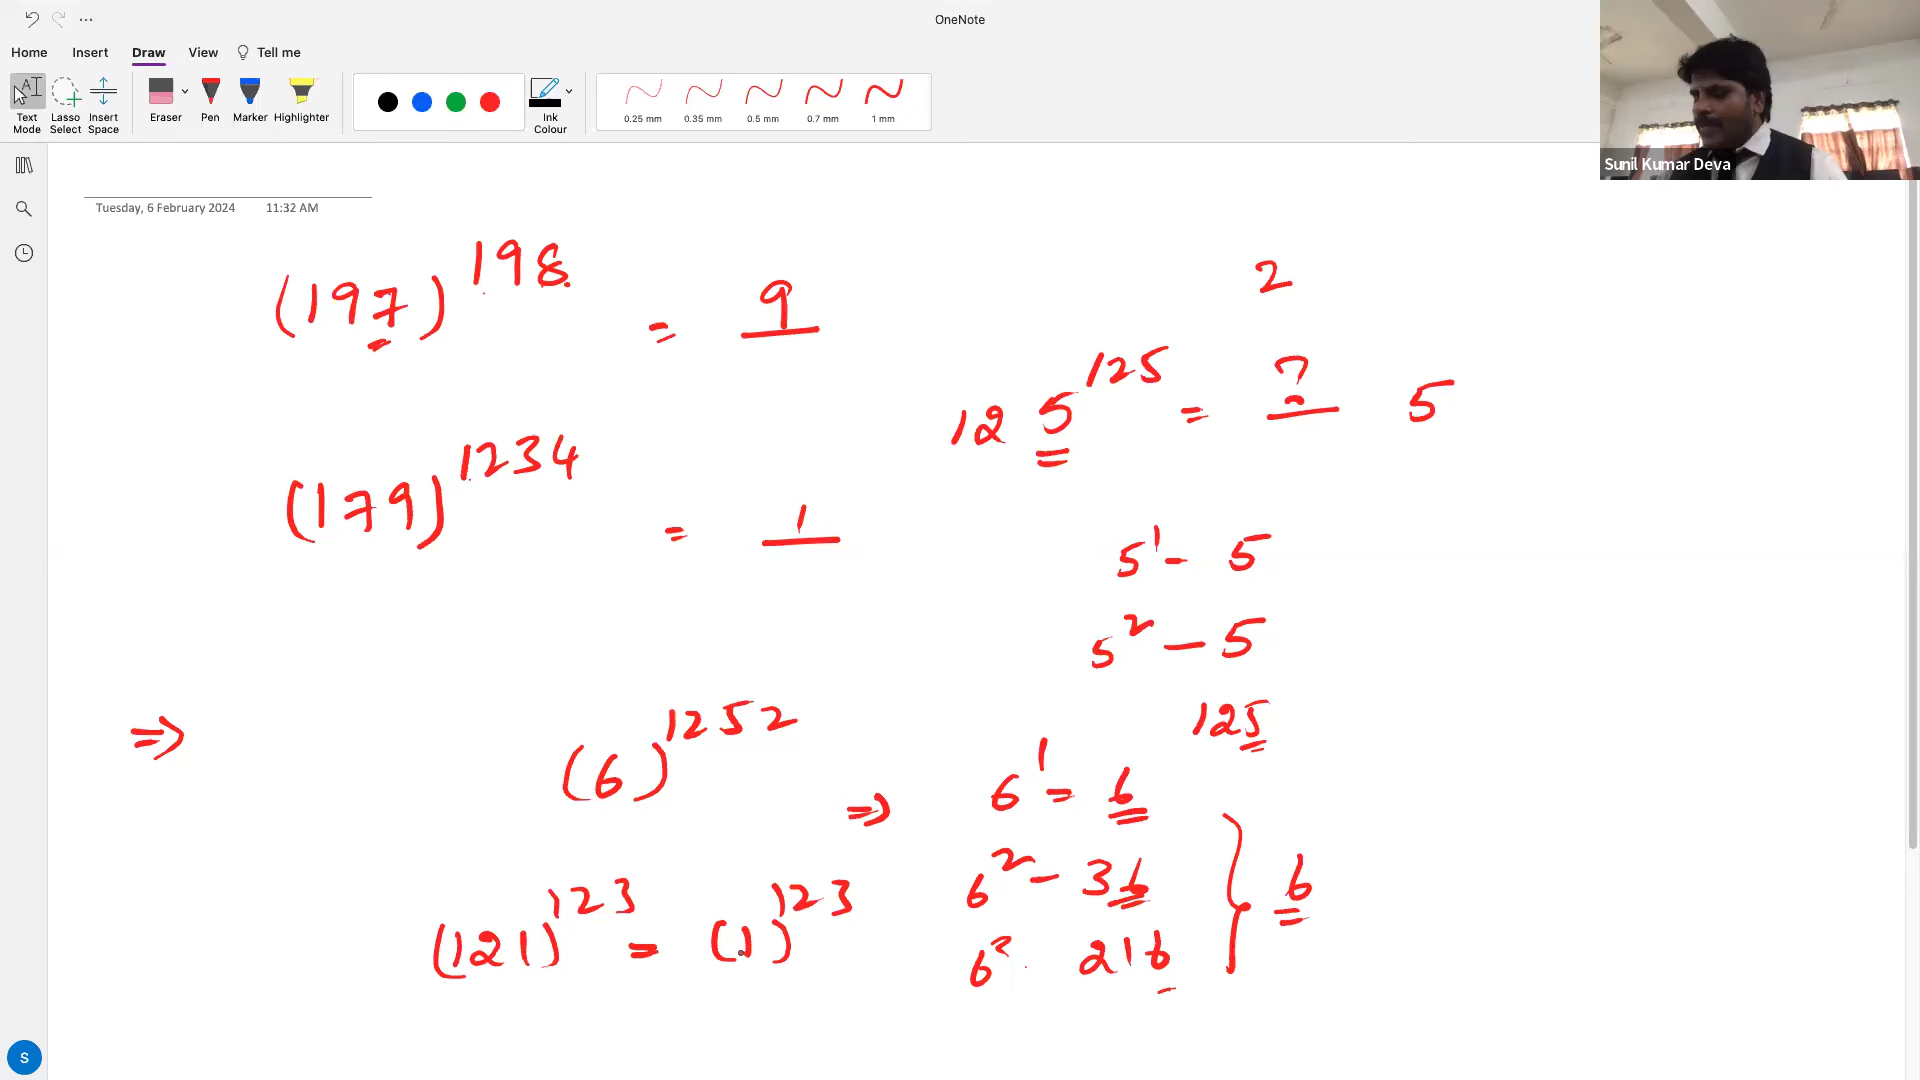 OneNote
Home Insert Draw View Tell me
Text Mode
Lasso Select
Insert Space
Eraser
Pen
Marker
Highlighter
Ink Colour
0.25 mm
0.35 mm
0.5 mm
0.7 mm
1 mm
Sunil Kumar Deva
Tuesday, 6 February 2024 11:32 AM
(197)^198 = 9
2
125^125 = ? 5
(179)^1234 = 1
5^1 - 5
5^2 - 5
125
⇒ (6)^1252
⇒ 6^1 = 6
6^2 - 36
6
(121)^123 = (1)^123
216
S